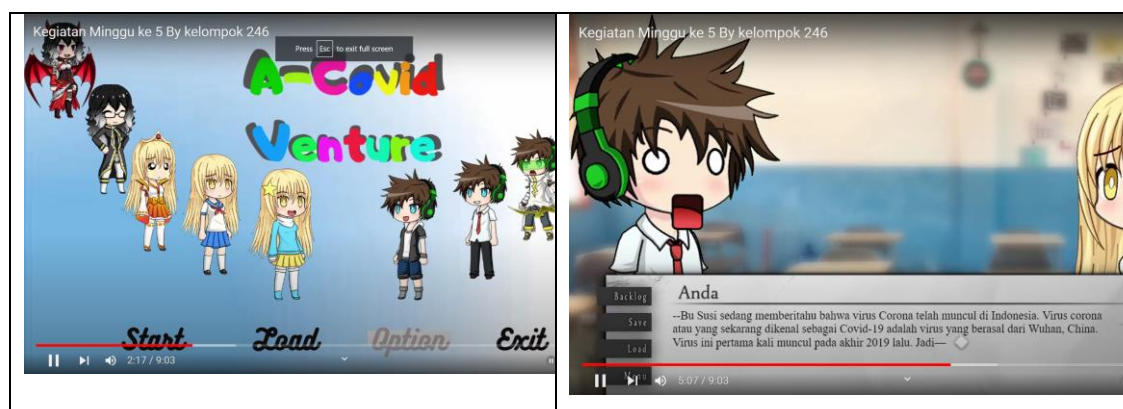 Kegiatan Minggu ke 5 By kelompok 246
Press Esc to exit full screen
A-Covid
Venture
Start Load Option Exit
2:17 / 9:03
Kegiatan Minggu ke 5 By kelompok 246
Backlog
Save
Load
Menu
Anda
--Bu Susi sedang memberitahu bahwa virus Corona telah muncul di Indonesia. Virus corona
atau yang sekarang dikenal sebagai Covid-19 adalah virus yang berasal dari Wuhan, China.
Virus ini pertama kali muncul pada akhir 2019 lalu. Jadi—
5:07 / 9:03